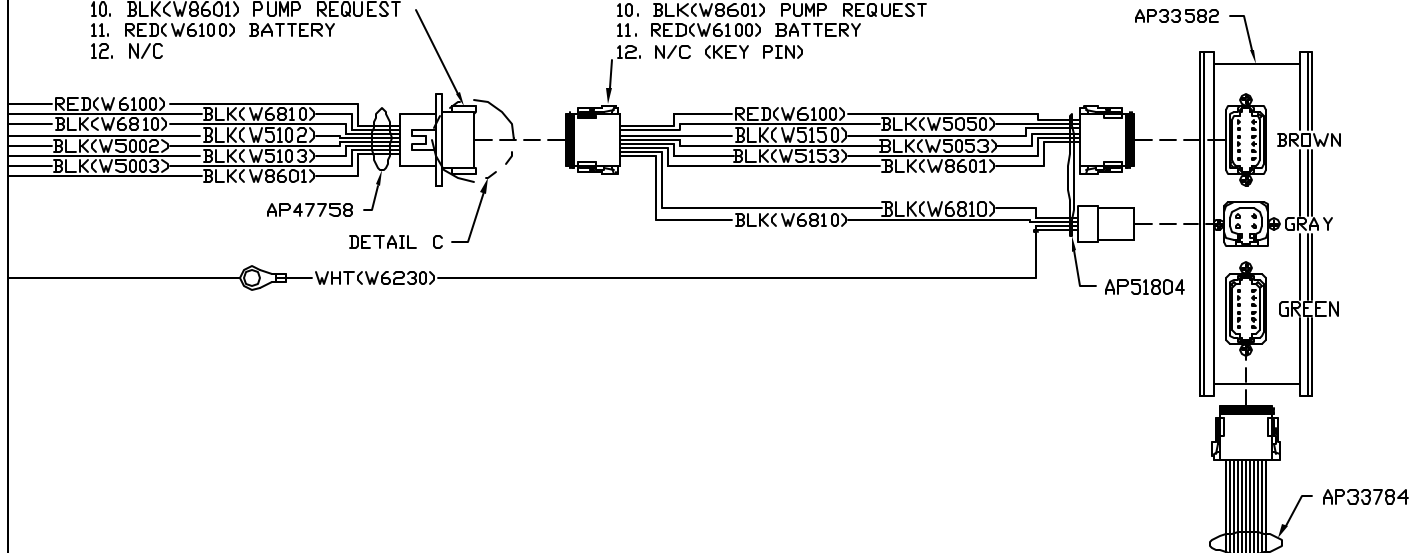 10. BLK(W8601) PUMP REQUEST
11. RED(W6100) BATTERY
12. N/C
10. BLK(W8601) PUMP REQUEST
11. RED(W6100) BATTERY
12. N/C (KEY PIN)
AP33582
RED(W6100)
BLK(W6810)
BLK(W6810)
BLK(W5102)
BLK(W5002)
BLK(W5103)
BLK(W5003)
BLK(W8601)
AP47758
DETAIL C
RED(W6100)
BLK(W5050)
BLK(W5150)
BLK(W5053)
BLK(W5153)
BLK(W8601)
BLK(W6810)
BLK(W6810)
WHT(W6230)
AP51804
BROWN
GRAY
GREEN
AP33784